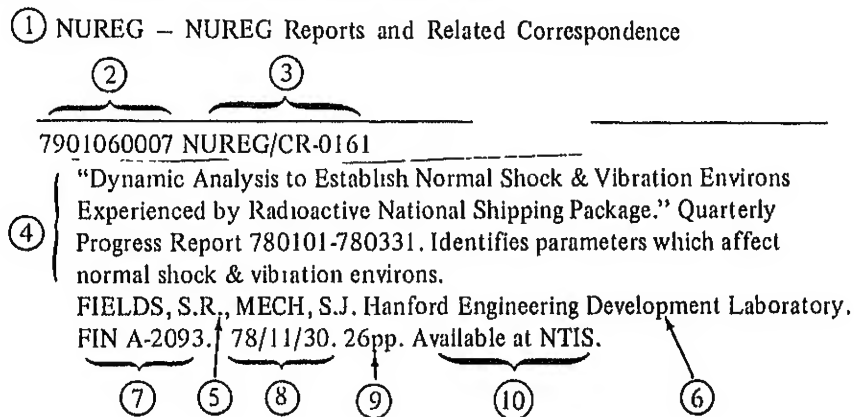 ① NUREG – NUREG Reports and Related Correspondence
② ③
7901060007 NUREG/CR-0161
"Dynamic Analysis to Establish Normal Shock & Vibration Environs
Experienced by Radioactive National Shipping Package." Quarterly
④ Progress Report 780101-780331. Identifies parameters which affect
normal shock & vibration environs.
FIELDS, S.R., MECH, S.J. Hanford Engineering Development Laboratory.
FIN A-2093. 78/11/30. 26pp. Available at NTIS.
⑦ ⑤ ⑧ ⑨ ⑩ ⑥